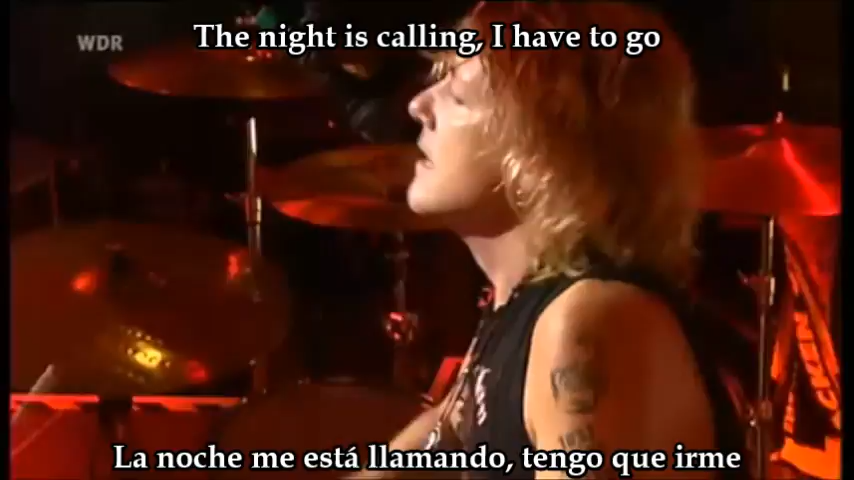 WDR
The night is calling, I have to go
La noche me está llamando, tengo que irme